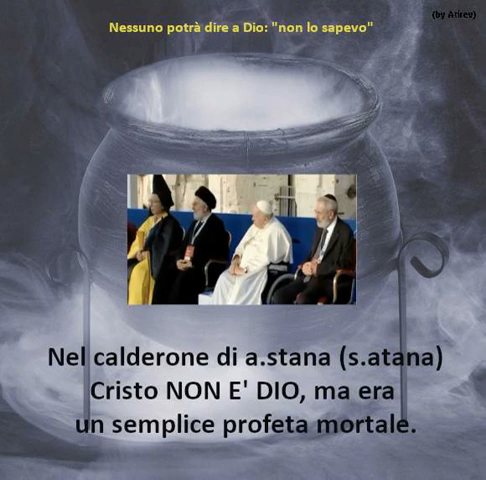 (by Atirev)
Nessuno potrà dire a Dio: "non lo sapevo"
Nel calderone di a.stana (s.atana)
Cristo NON E' DIO, ma era
un semplice profeta mortale.